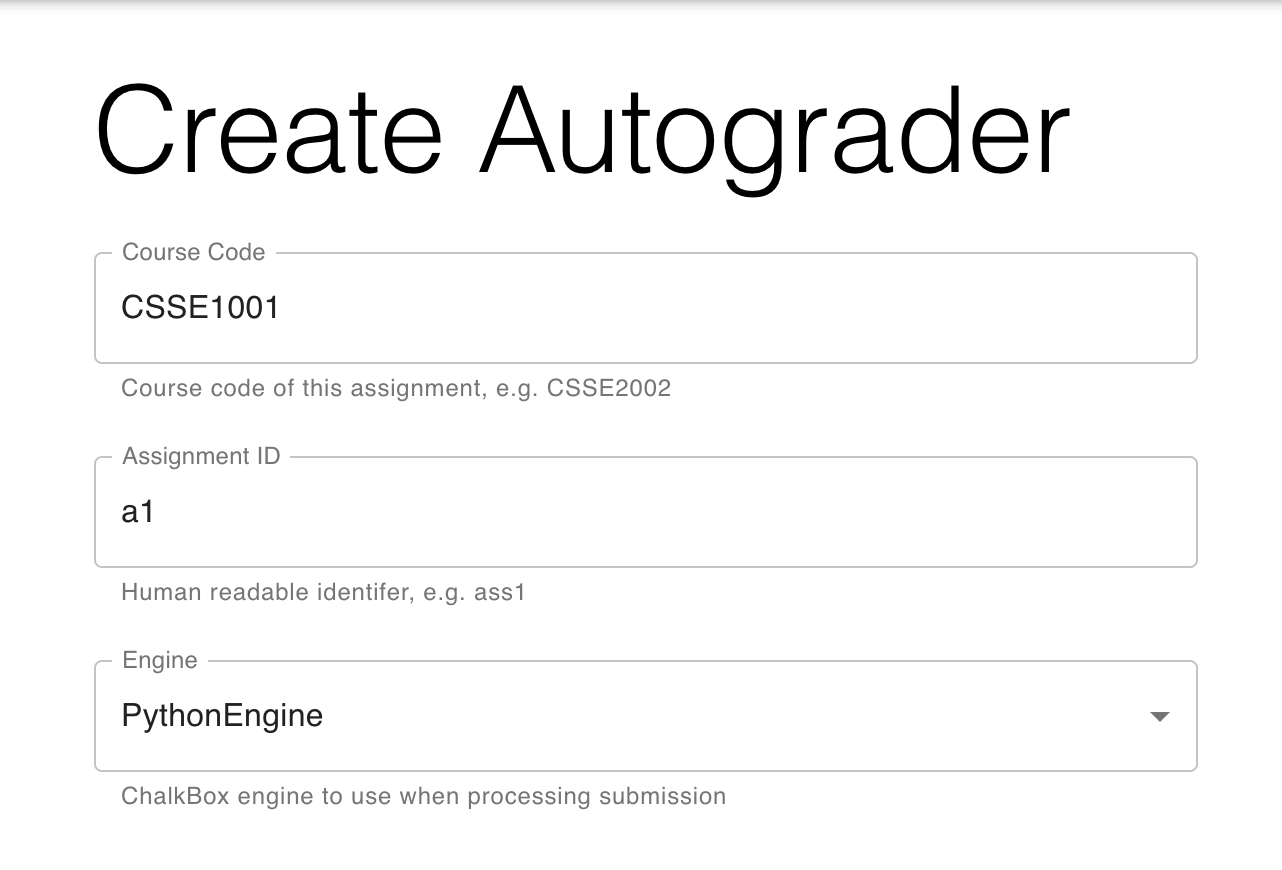 Create Autograder
Course Code
CSSE1001
Course code of this assignment, e.g. CSSE2002
Assignment ID
a1
Human readable identifer, e.g. ass1
Engine
PythonEngine
ChalkBox engine to use when processing submission